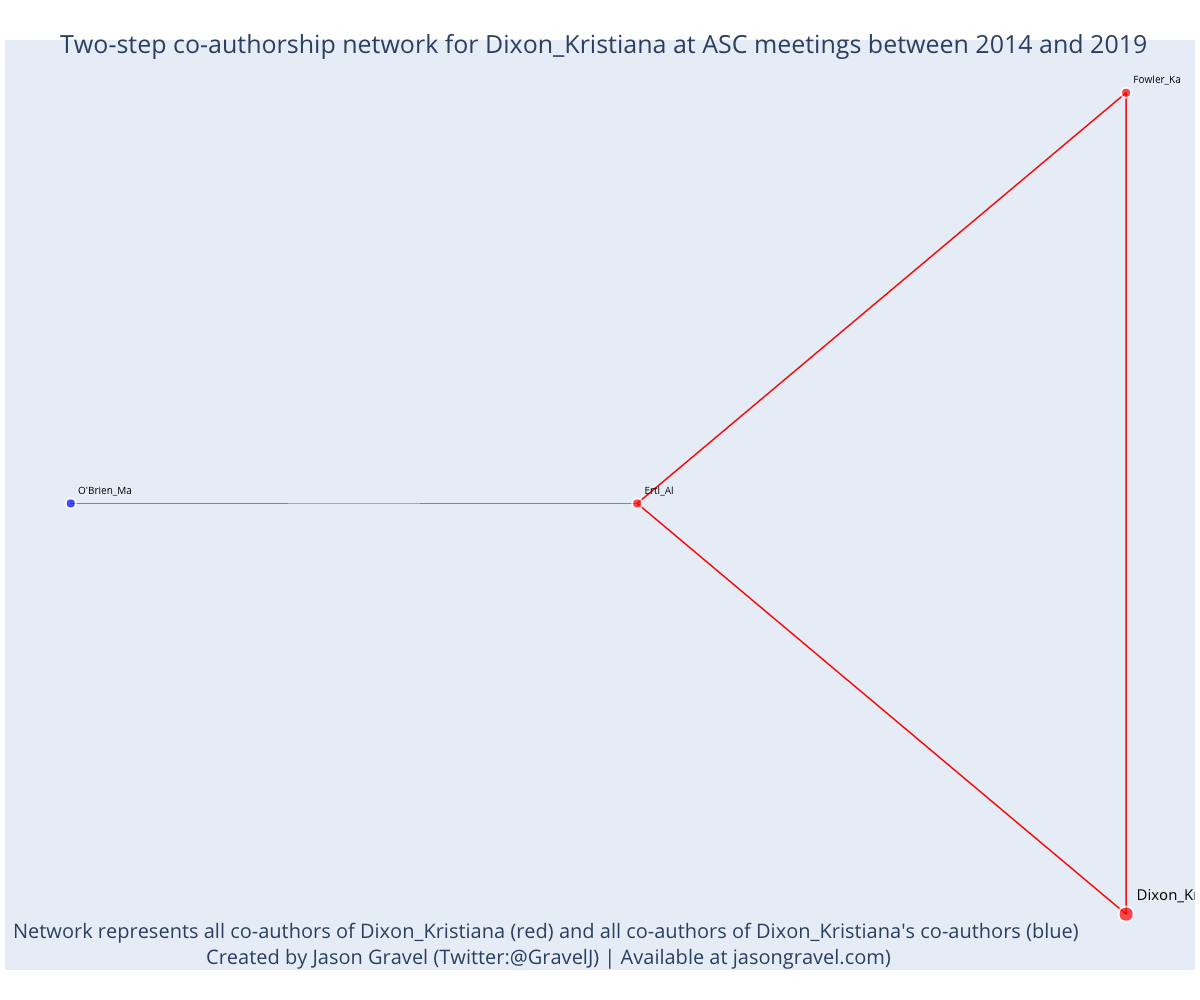 Two-step co-authorship network for Dixon_Kristiana at ASC meetings between 2014 and 2019
Fowler_Ka
O'Brien_Ma
Ertl_Al
Dixon_Kr
Network represents all co-authors of Dixon_Kristiana (red) and all co-authors of Dixon_Kristiana's co-authors (blue)
Created by Jason Gravel (Twitter:@GravelJ) | Available at jasongravel.com)